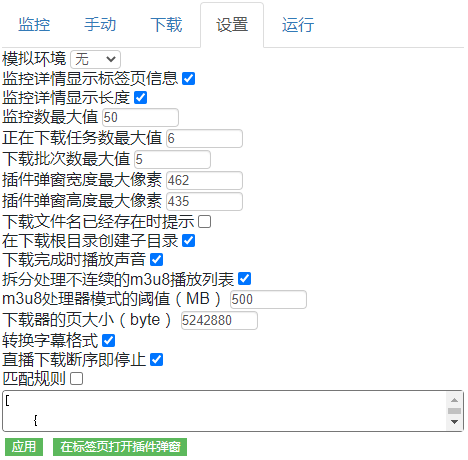 监控 手动 下载 设置 运行
模拟环境 无
监控详情显示标签页信息
监控详情显示长度
监控数最大值 50
正在下载任务数最大值 6
下载批次数最大值 5
插件弹窗宽度最大像素 462
插件弹窗高度最大像素 435
下载文件名已经存在时提示
在下载根目录创建子目录
下载完成时播放声音
拆分处理不连续的m3u8播放列表
m3u8处理器模式的阈值（MB） 500
下载器的页大小（byte） 5242880
转换字幕格式
直播下载断序即停止
匹配规则
[
{
应用 在标签页打开插件弹窗